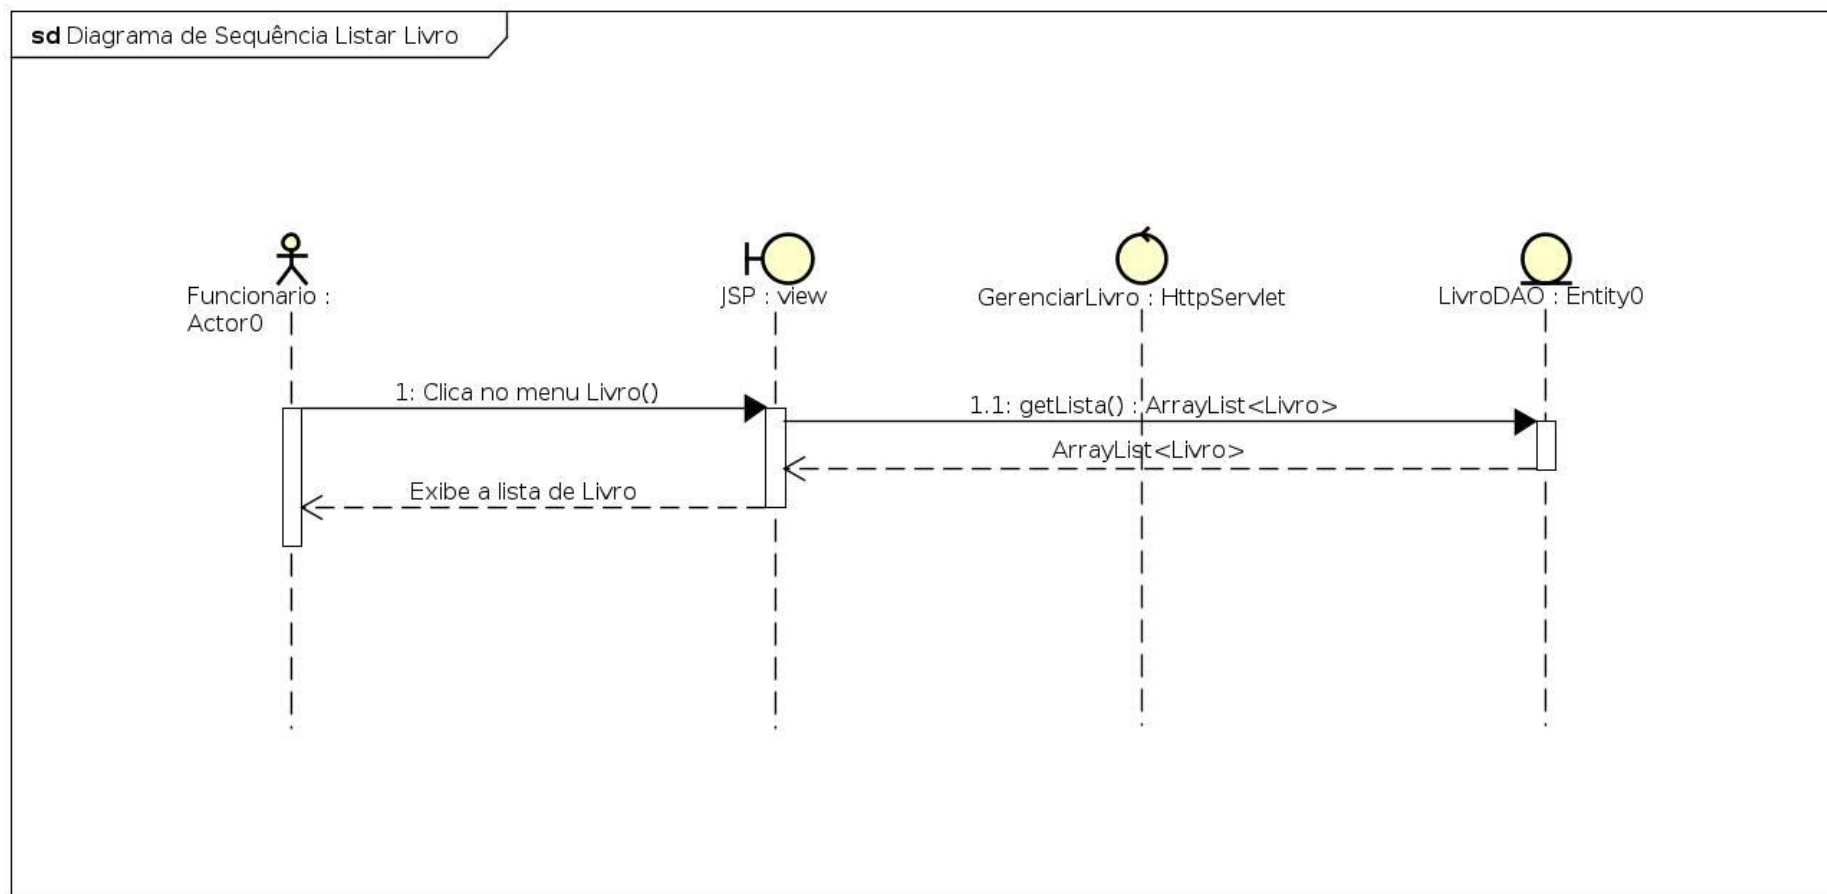 sd Diagrama de Sequência Listar Livro
Funcionario :
Actor0
JSP : view
GerenciarLivro : HttpServlet
LivroDAO : Entity0
1: Clica no menu Livro()
1.1: getLista() : ArrayList<Livro>
ArrayList<Livro>
Exibe a lista de Livro